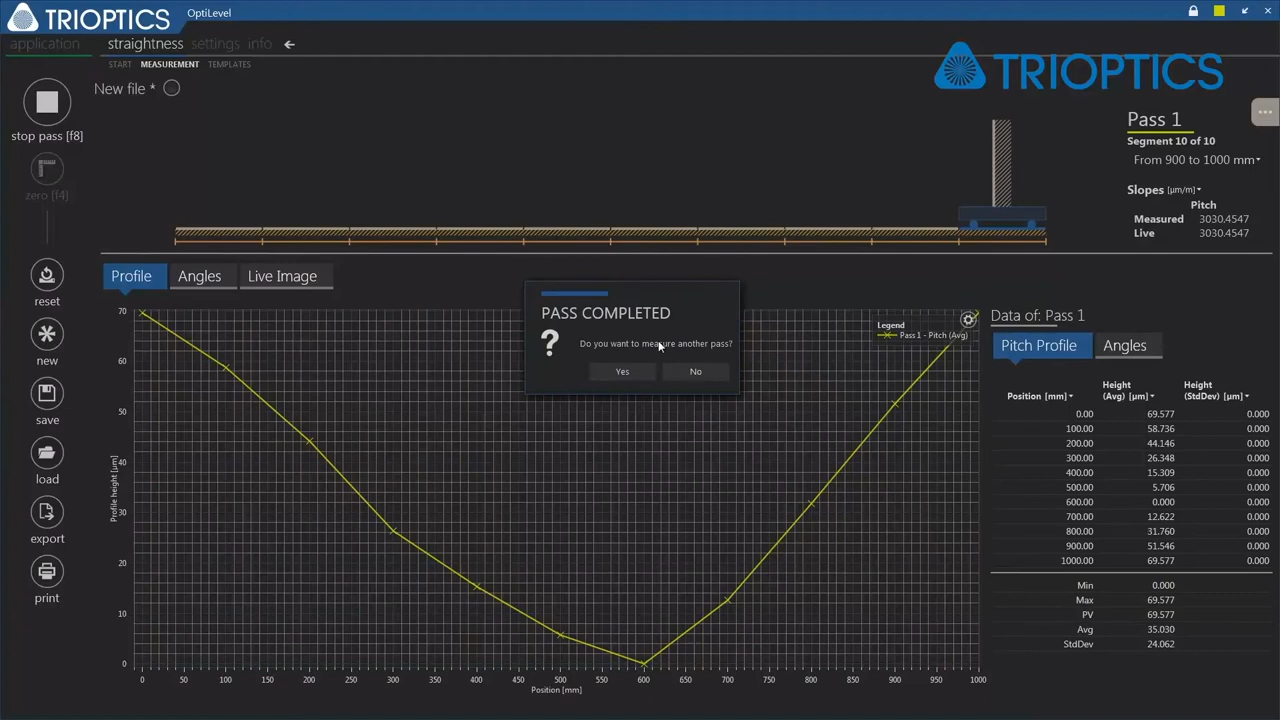 TRIOPTICS OptiLevel
application straightness settings info
START MEASUREMENT TEMPLATES
TRIOPTICS
New file *
stop pass [f8]
zero [f4]
reset
new
save
load
export
print
Pass 1
Segment 10 of 10
From 900 to 1000 mm
Slopes [µm/m]
Pitch
Measured 3030.4547
Live 3030.4547
Profile Angles Live Image
PASS COMPLETED
?
Do you want to measure another pass?
Yes No
Legend
Pass 1 - Pitch (Avg)
Profile height [µm]
70
60
50
40
30
20
10
0
0 50 100 150 200 250 300 350 400 450 500 550 600 650 700 750 800 850 900 950 1000
Position [mm]
Data of: Pass 1
Pitch Profile Angles
Position [mm] Height (Avg) [µm] Height (StdDev) [µm]
0.00 69.577 0.000
100.00 58.736 0.000
200.00 44.146 0.000
300.00 26.348 0.000
400.00 15.309 0.000
500.00 5.706 0.000
600.00 0.000 0.000
700.00 12.622 0.000
800.00 31.760 0.000
900.00 51.546 0.000
1000.00 69.577 0.000
Min 0.000
Max 69.577
PV 69.577
Avg 35.030
StdDev 24.062